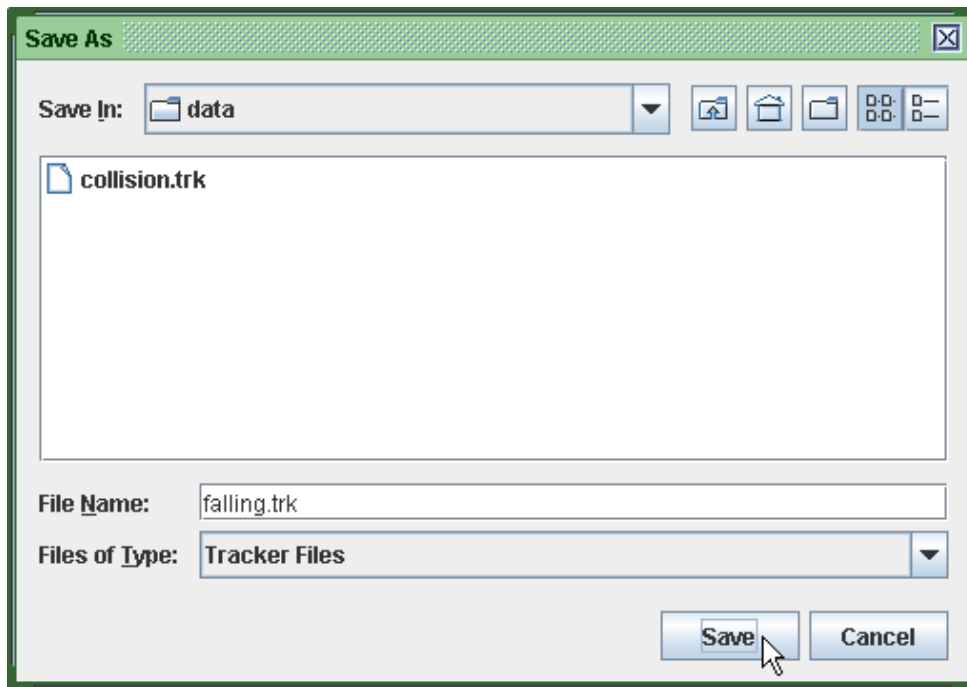 Save As
Save In: data
collision.trk
File Name: falling.trk
Files of Type: Tracker Files
Save Cancel